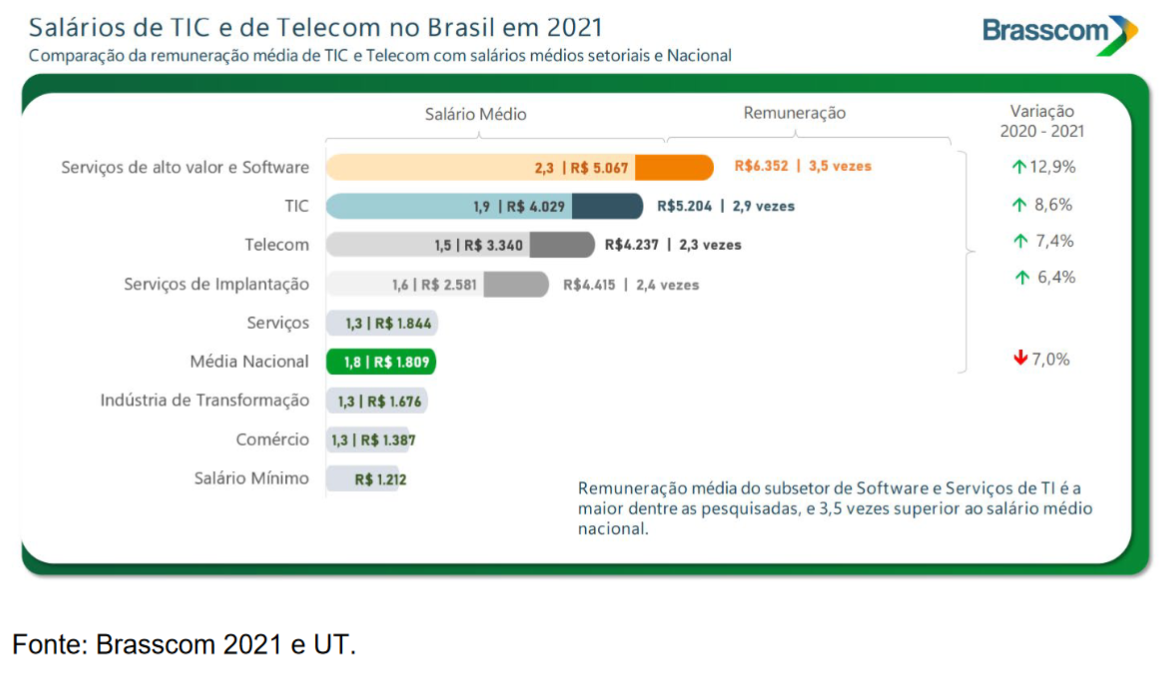 Salários de TIC e de Telecom no Brasil em 2021
Brasscom
Comparação da remuneração média de TIC e Telecom com salários médios setoriais e Nacional
Salário Médio
Remuneração
Variação
2020 - 2021
Serviços de alto valor e Software 2,3 | R$ 5.067 R$6.352 | 3,5 vezes 12,9%
TIC 1,9 | R$ 4.029 R$5.204 | 2,9 vezes 8,6%
Telecom 1,5 | R$ 3.340 R$4.237 | 2,3 vezes 7,4%
Serviços de Implantação 1,6 | R$ 2.581 R$4.415 | 2,4 vezes 6,4%
Serviços 1,3 | R$ 1.844
Média Nacional 1,8 | R$ 1.809 7,0%
Indústria de Transformação 1,3 | R$ 1.676
Comércio 1,3 | R$ 1.387
Salário Mínimo R$ 1.212
Remuneração média do subsetor de Software e Serviços de TI é a
maior dentre as pesquisadas, e 3,5 vezes superior ao salário médio
nacional.
Fonte: Brasscom 2021 e UT.